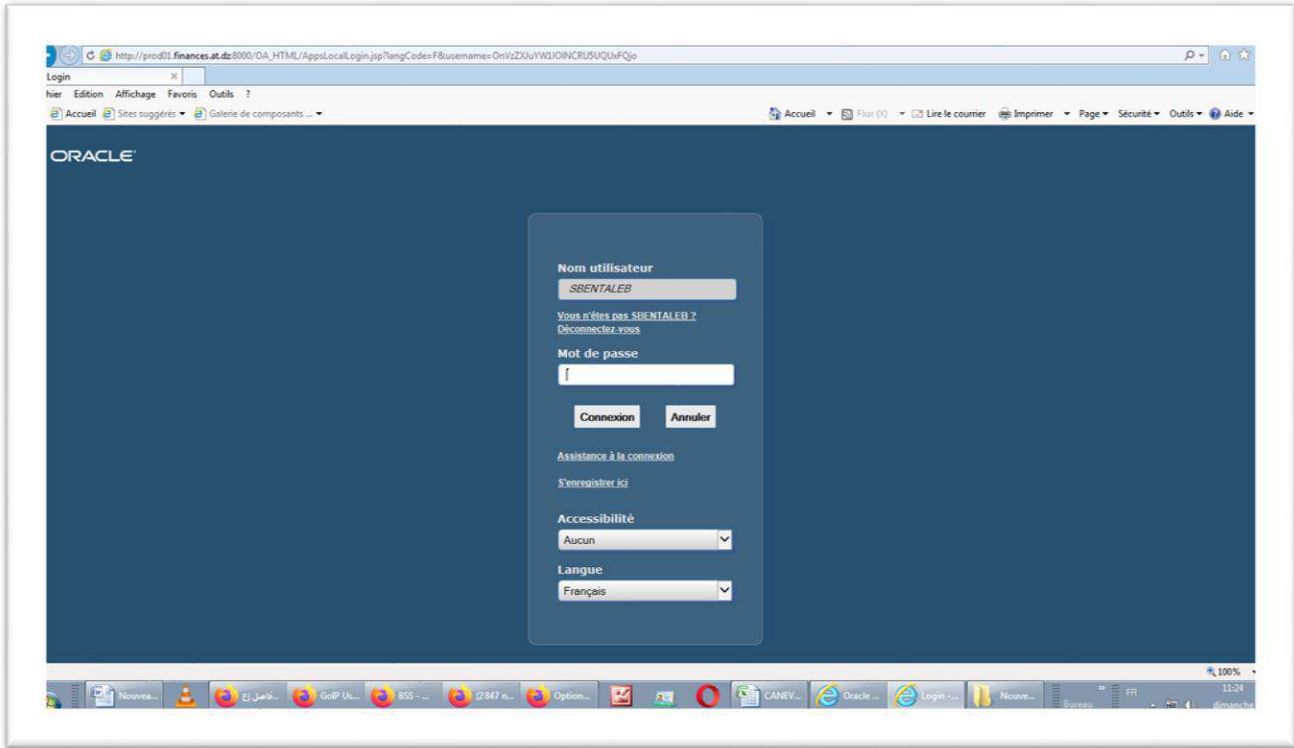 http://prod01.finances.at.dz:8000/OA_HTML/AppsLocalLogin.jsp?langCode=F&username=OnVzZXJuYW1lOlNCRU5UQUxFQjo
Login
hier Edition Affichage Favoris Outils ?
Accueil Sites suggérés Galerie de composants ...
Accueil Flux (X) Lire le courrier Imprimer Page Sécurité Outils Aide
ORACLE
Nom utilisateur
SBENTALEB
Vous n'êtes pas SBENTALEB ?
Déconnectez-vous
Mot de passe
Connexion Annuler
Assistance à la connexion
S'enregistrer ici
Accessibilité
Aucun
Langue
Français
100%
Nouvea... GoIP Us... BSS - ... (2847 n... Option... CANEV... Oracle ... Login -... Nouve... Bureau » FR 11:24
dimanche